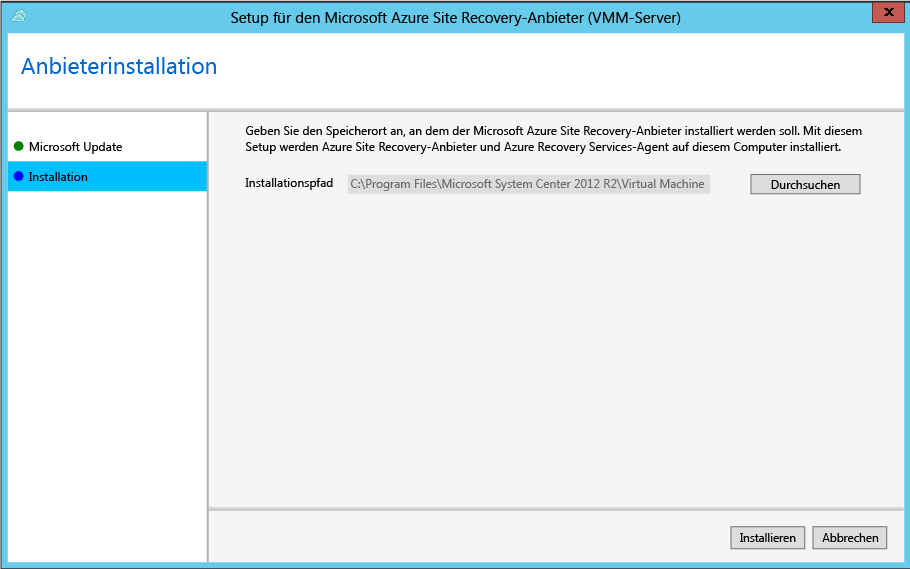 Setup für den Microsoft Azure Site Recovery-Anbieter (VMM-Server)
Anbieterinstallation
Microsoft Update
Installation
Geben Sie den Speicherort an, an dem der Microsoft Azure Site Recovery-Anbieter installiert werden soll. Mit diesem
Setup werden Azure Site Recovery-Anbieter und Azure Recovery Services-Agent auf diesem Computer installiert.
Installationspfad C:\Program Files\Microsoft System Center 2012 R2\Virtual Machine Durchsuchen
Installieren Abbrechen